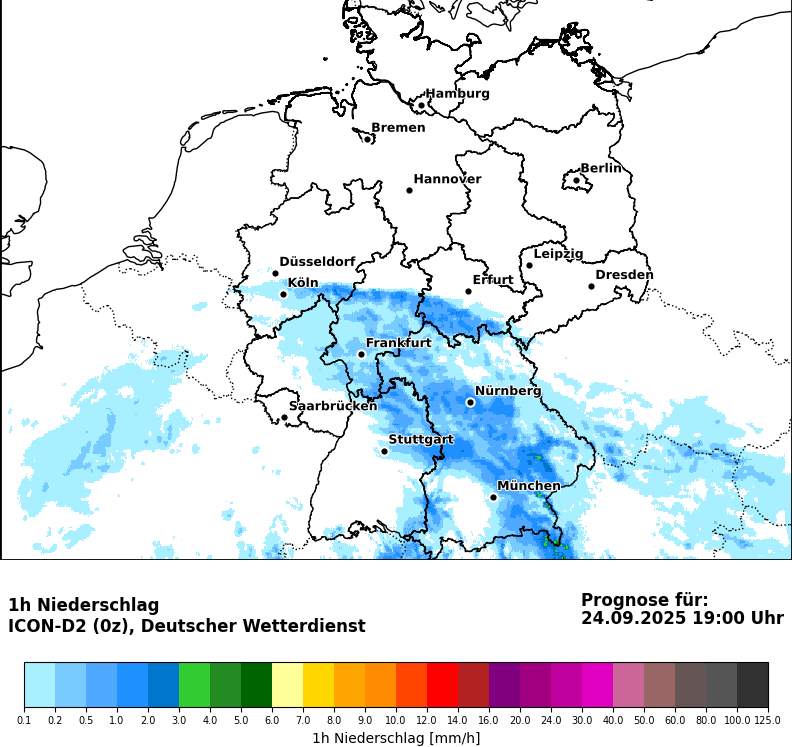 Hamburg
Bremen
Berlin
Hannover
Leipzig
Düsseldorf
Dresden
Erfurt
Köln
Frankfurt
Nürnberg
Saarbrücken
Stuttgart
München
1h Niederschlag
ICON-D2 (0z), Deutscher Wetterdienst
Prognose für:
24.09.2025 19:00 Uhr
0.1 0.2 0.5 1.0 2.0 3.0 4.0 5.0 6.0 7.0 8.0 9.0 10.0 12.0 14.0 16.0 20.0 24.0 30.0 40.0 50.0 60.0 80.0 100.0 125.0
1h Niederschlag [mm/h]